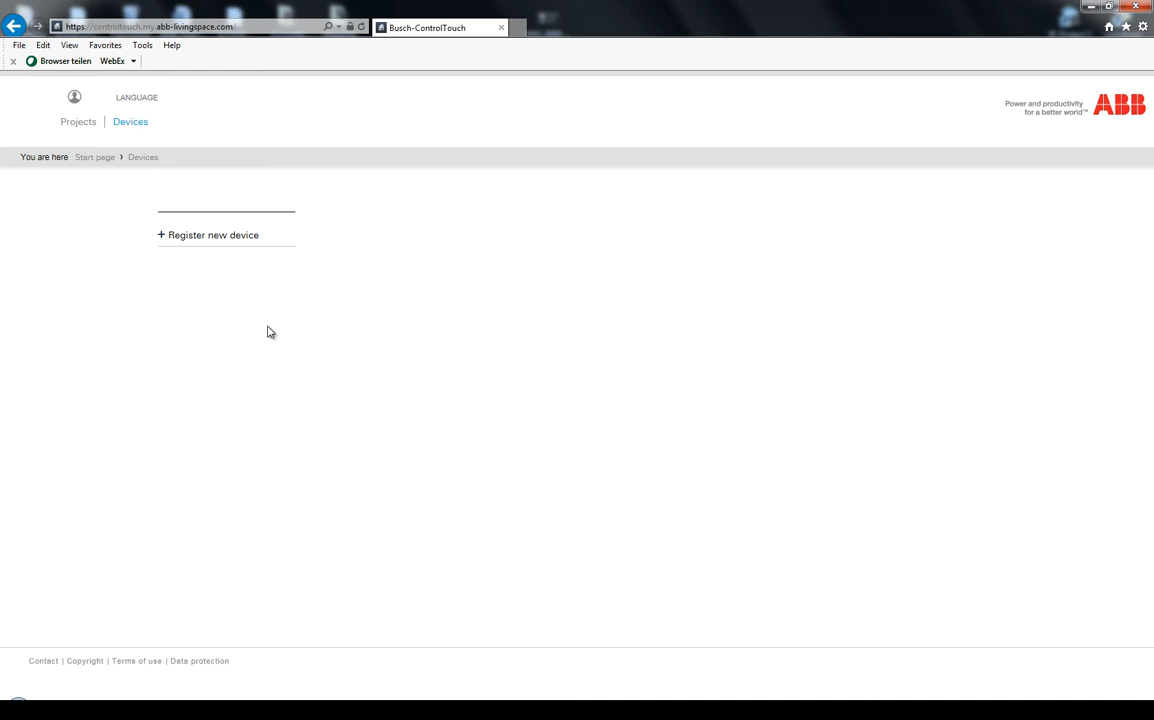 https://controltouch.my.abb-livingspace.com/
Busch-ControlTouch
File Edit View Favorites Tools Help
x Browser teilen WebEx
LANGUAGE
Projects | Devices
Power and productivity
for a better world™
ABB
You are here Start page › Devices
+ Register new device
Contact | Copyright | Terms of use | Data protection